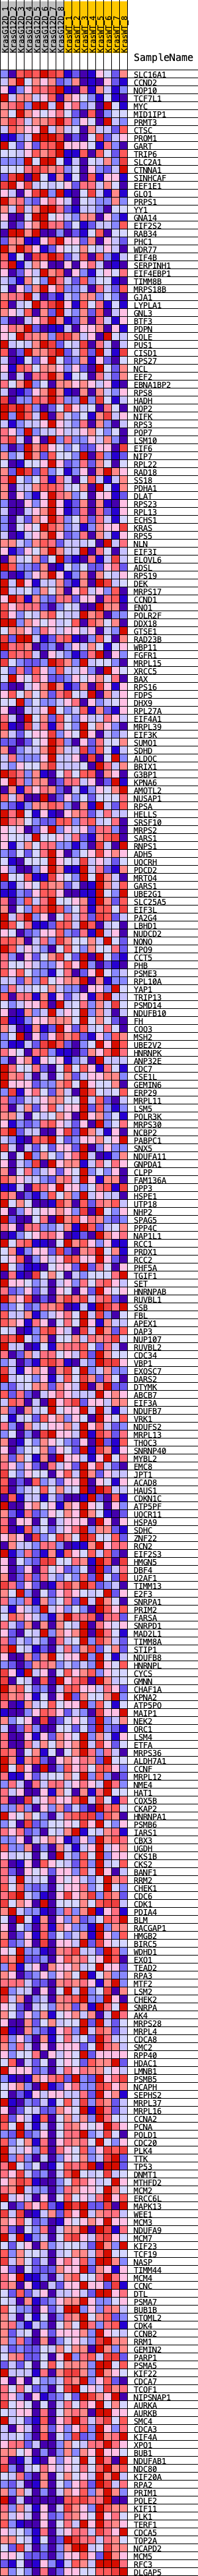 KrasG12D_1
KrasG12D_2
KrasG12D_3
KrasG12D_4
KrasG12D_5
KrasG12D_6
KrasG12D_7
KrasG12D_8
KrasWT_1
KrasWT_2
KrasWT_3
KrasWT_4
KrasWT_5
KrasWT_6
KrasWT_7
KrasWT_8
SampleName
SLC16A1
CCND2
NOP10
TCF7L1
MYC
MID1IP1
PRMT3
CTSC
PROM1
GART
TRIP6
SLC2A1
CTNNA1
SINHCAF
EEF1E1
GLO1
PRPS1
YY1
GNA14
EIF2S2
RAB34
PHC1
WDR77
EIF4B
SERPINH1
EIF4EBP1
TIMM8B
MRPS18B
GJA1
LYPLA1
GNL3
BTF3
PDPN
SQLE
PUS1
CISD1
RPS27
NCL
EEF2
EBNA1BP2
RPS8
HADH
NOP2
NIFK
RPS3
POP7
LSM10
EIF6
NIP7
RPL22
RAD18
SS18
PDHA1
DLAT
RPS23
RPL13
ECHS1
KRAS
RPS5
NLN
EIF3I
ELOVL6
ADSL
RPS19
DEK
MRPS17
CCND1
ENO1
POLR2F
DDX18
GTSE1
RAD23B
WBP11
FGFR1
MRPL15
XRCC5
BAX
RPS16
FDPS
DHX9
RPL27A
EIF4A1
MRPL39
EIF3K
SUMO1
SDHD
ALDOC
BRIX1
G3BP1
KPNA6
AMOTL2
NUSAP1
RPSA
HELLS
SRSF10
MRPS2
SARS1
RNPS1
ADH5
UQCRH
PDCD2
MRTO4
GARS1
UBE2G1
SLC25A5
EIF3L
PA2G4
LBHD1
NUDCD2
NONO
IPO9
CCT5
PHB
PSME3
RPL10A
YAP1
TRIP13
PSMD14
NDUFB10
FH
COQ3
MSH2
UBE2V2
HNRNPK
ANP32E
CDC7
CSE1L
GEMIN6
ERP29
MRPL11
LSM5
POLR3K
MRPS30
NCBP2
PABPC1
SNX5
NDUFA11
GNPDA1
CLPP
FAM136A
DPP3
HSPE1
UTP18
NHP2
SPAG5
PPP4C
NAP1L1
RCC1
PRDX1
RCC2
PHF5A
TGIF1
SET
HNRNPAB
RUVBL1
SSB
FBL
APEX1
DAP3
NUP107
RUVBL2
CDC34
VBP1
EXOSC7
DARS2
DTYMK
ABCB7
EIF3A
NDUFB7
VRK1
NDUFS2
MRPL13
THOC3
SNRNP40
MYBL2
EMC8
JPT1
ACAD8
HAUS1
CDKN1C
ATP5PF
UQCR11
HSPA9
SDHC
ZNF22
RCN2
EIF2S3
HMGN5
DBF4
U2AF1
TIMM13
E2F3
SNRPA1
PRIM2
FARSA
SNRPD1
MAD2L1
TIMM8A
STIP1
NDUFB8
HNRNPL
CYCS
GMNN
CHAF1A
KPNA2
ATP5PO
MAIP1
NEK2
ORC1
LSM4
ETFA
MRPS36
ALDH7A1
CCNF
MRPL12
NME4
HAT1
COX5B
CKAP2
HNRNPA1
PSMB6
IARS1
CBX3
UGDH
CKS1B
CKS2
BANF1
RRM2
CHEK1
CDC6
CDK1
PDIA4
BLM
RACGAP1
HMGB2
BIRC5
WDHD1
EXO1
TEAD2
RPA3
MTF2
LSM2
CHEK2
SNRPA
AK4
MRPS28
MRPL4
CDCA8
SMC2
RPP40
HDAC1
LMNB1
PSMB5
NCAPH
SEPHS2
MRPL37
MRPL16
CCNA2
PCNA
POLD1
CDC20
PLK4
TTK
TP53
DNMT1
MTHFD2
MCM2
ERCC6L
MAPK13
WEE1
MCM3
NDUFA9
MCM7
KIF23
TCF19
NASP
TIMM44
MCM4
CCNC
DTL
PSMA7
BUB1B
STOML2
CDK4
CCNB2
RRM1
GEMIN2
PARP1
PSMA5
KIF22
CDCA7
TCOF1
NIPSNAP1
AURKA
AURKB
SMC4
CDCA3
KIF4A
XPO1
BUB1
NDUFAB1
NDC80
KIF20A
RPA2
PRIM1
POLE2
KIF11
PLK1
TERF1
CDCA5
TOP2A
NCAPD2
MCM5
RFC3
DLGAP5